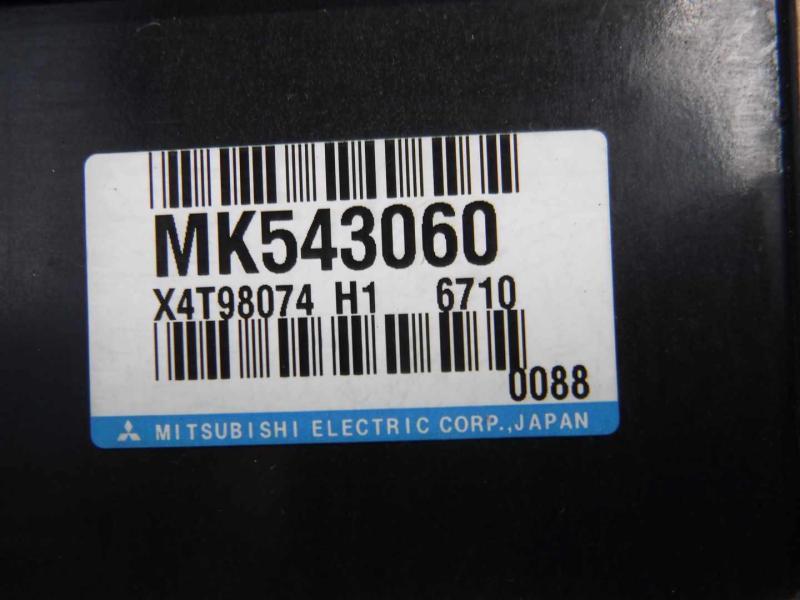 MK543060
X4T98074 H1 6710
0088
MITSUBISHI ELECTRIC CORP.,JAPAN